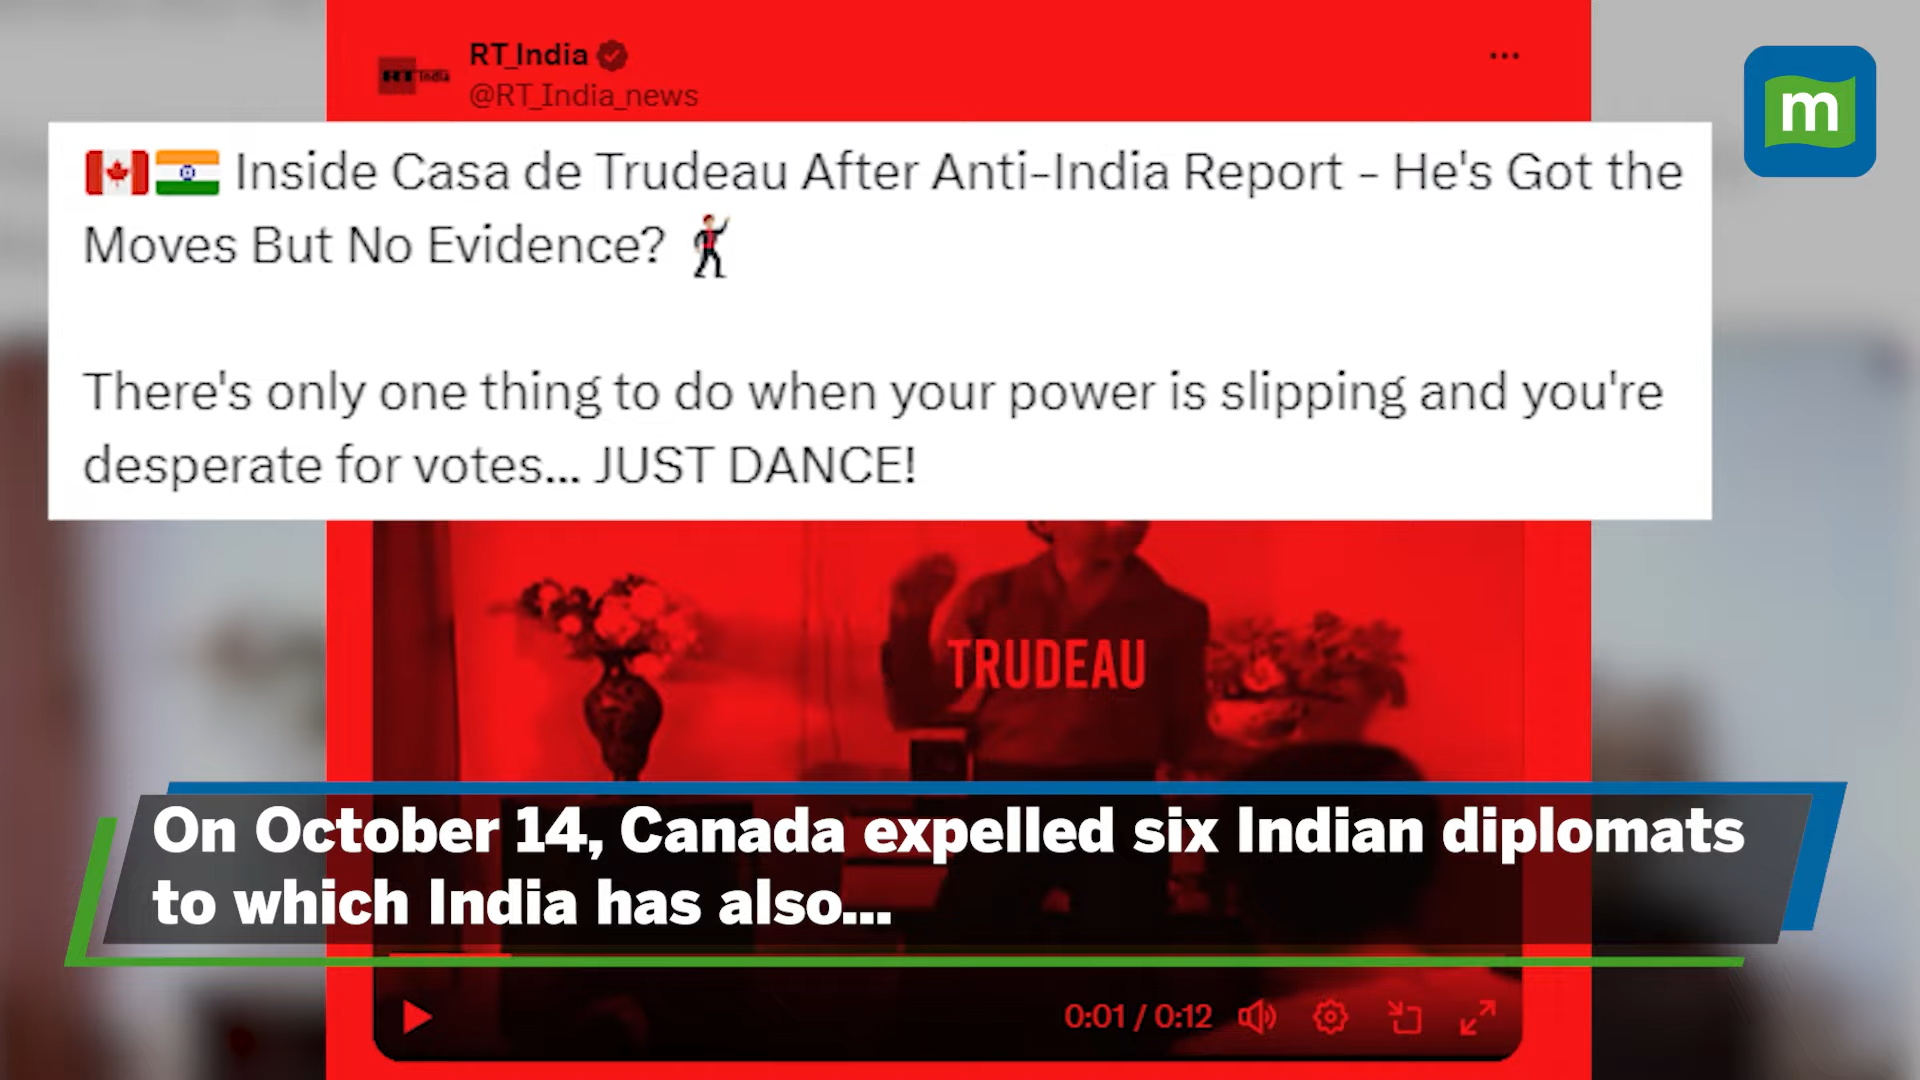 RT_India
@RT_India_news
RT India
m
Inside Casa de Trudeau After Anti-India Report - He's Got the
Moves But No Evidence?
There's only one thing to do when your power is slipping and you're
desperate for votes... JUST DANCE!
TRUDEAU
On October 14, Canada expelled six Indian diplomats
to which India has also...
0:01 / 0:12